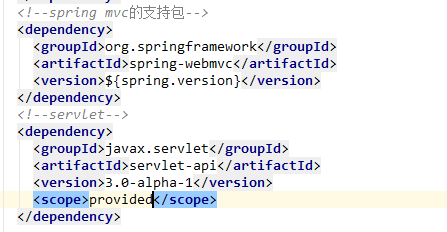 <!--spring mvc的支持包-->
<dependency>
<groupId>org.springframework</groupId>
<artifactId>spring-webmvc</artifactId>
<version>${spring.version}</version>
</dependency>
<!--servlet-->
<dependency>
<groupId>javax.servlet</groupId>
<artifactId>servlet-api</artifactId>
<version>3.0-alpha-1</version>
<scope>provided</scope>
</dependency>